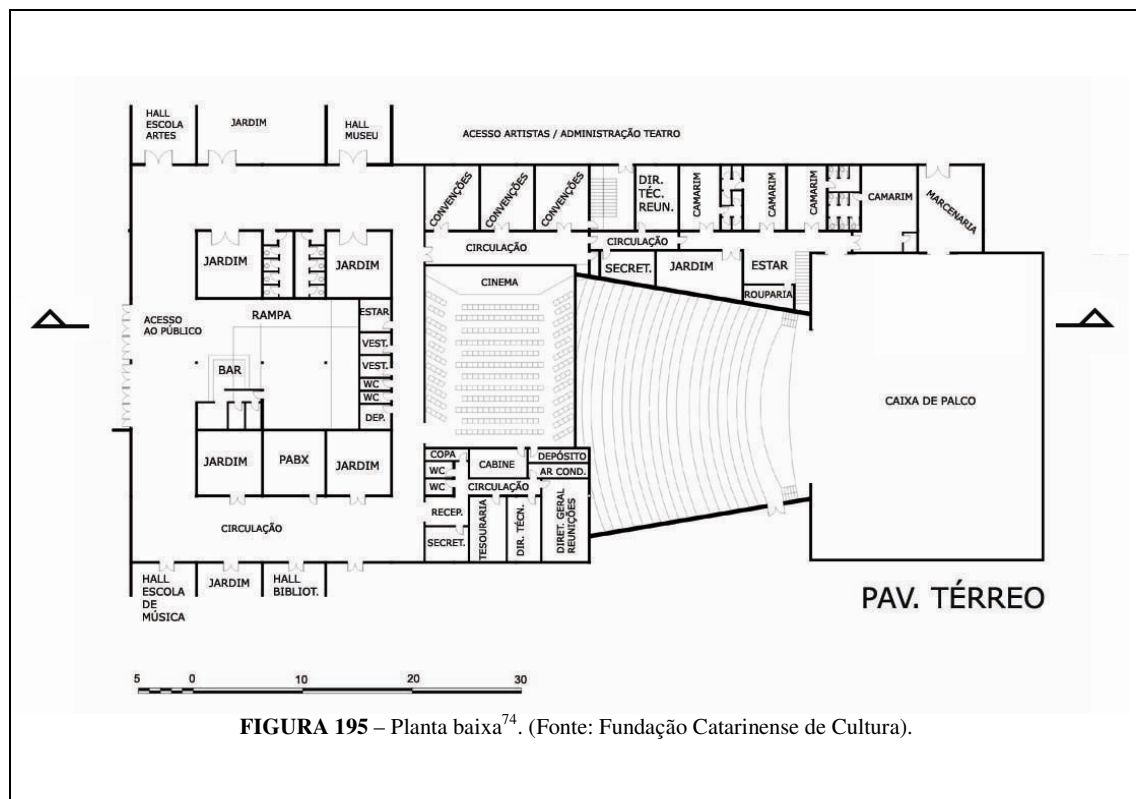 HALL
ESCOLA
ARTES
JARDIM
HALL
MUSEU
ACESSO ARTISTAS / ADMINISTRAÇÃO TEATRO
CONVENÇÕES
CONVENÇÕES
CONVENÇÕES
DIR.
TÉC.
REUN.
CAMARIM
CAMARIM
CAMARIM
CAMARIM
MARCENARIA
CIRCULAÇÃO
CIRCULAÇÃO
JARDIM
JARDIM
SECRET.
JARDIM
ESTAR
ROUPARIA
CINEMA
ACESSO
AO PÚBLICO
RAMPA
ESTAR
VEST.
VEST.
WC
WC
DEP.
BAR
CAIXA DE PALCO
JARDIM
PABX
JARDIM
COPA
WC
WC
CABINE
DEPÓSITO
AR COND.
CIRCULAÇÃO
RECEP.
SECRET.
TESOURARIA
DIR. TÉCN.
DIRET. GERAL
REUNIÕES
CIRCULAÇÃO
HALL
ESCOLA
DE
MÚSICA
JARDIM
HALL
BIBLIOT.
PAV. TÉRREO
5 0 10 20 30
FIGURA 195 – Planta baixa74. (Fonte: Fundação Catarinense de Cultura).